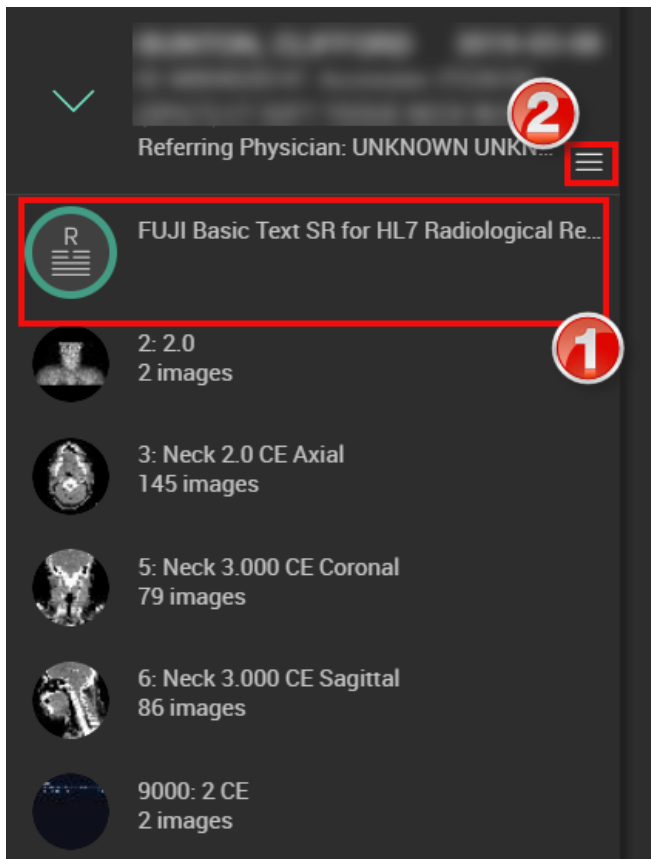 2
Referring Physician: UNKNOWN UNKN...
R
FUJI Basic Text SR for HL7 Radiological Re...
1
2: 2.0
2 images
3: Neck 2.0 CE Axial
145 images
5: Neck 3.000 CE Coronal
79 images
6: Neck 3.000 CE Sagittal
86 images
9000: 2 CE
2 images